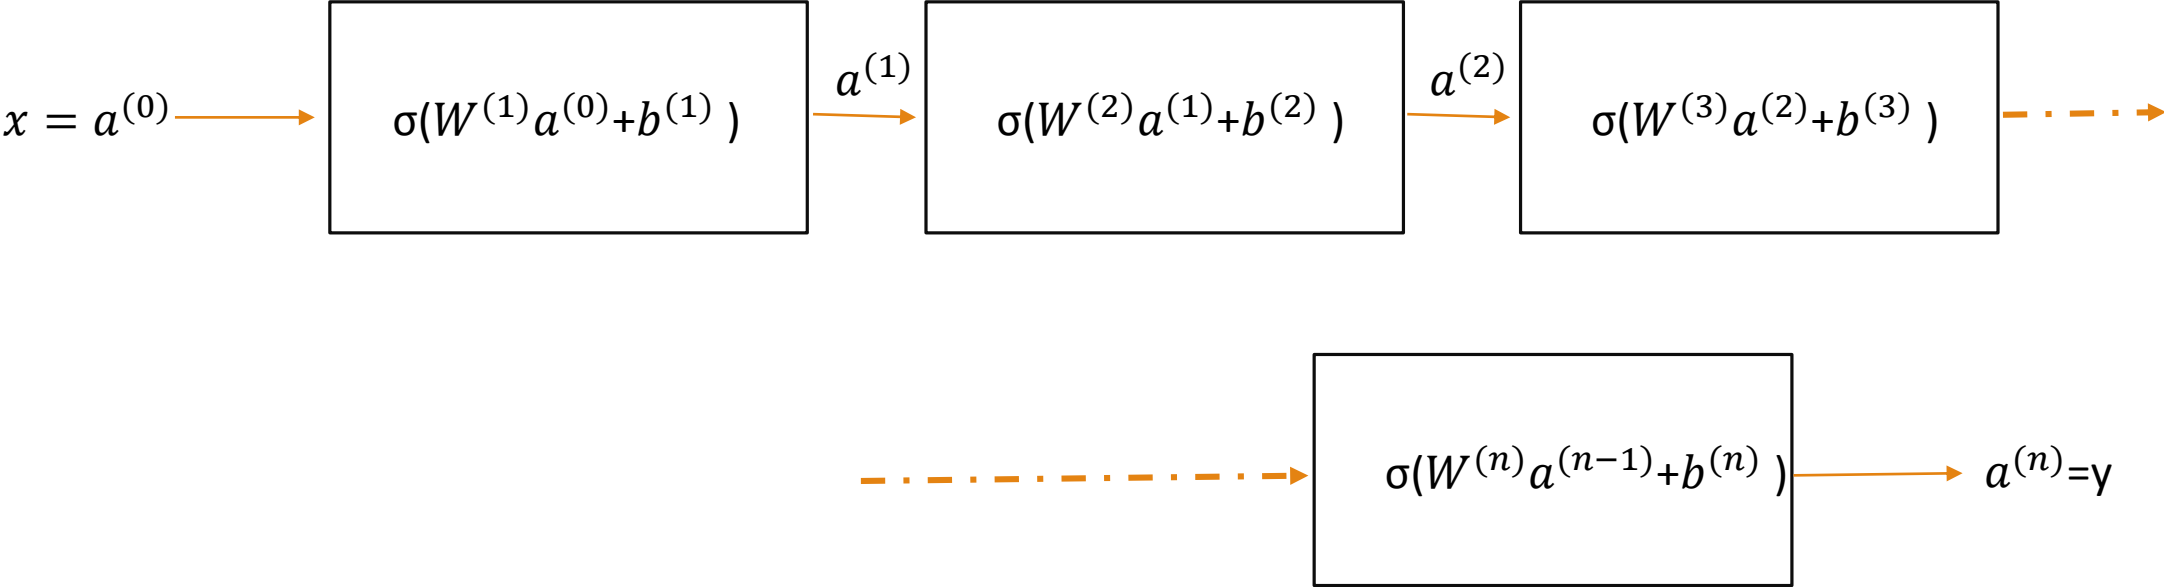 x = a^(0)
σ(W^(1)a^(0)+b^(1) )
a^(1)
σ(W^(2)a^(1)+b^(2) )
a^(2)
σ(W^(3)a^(2)+b^(3) )
σ(W^(n)a^(n−1)+b^(n) )
a^(n)=y